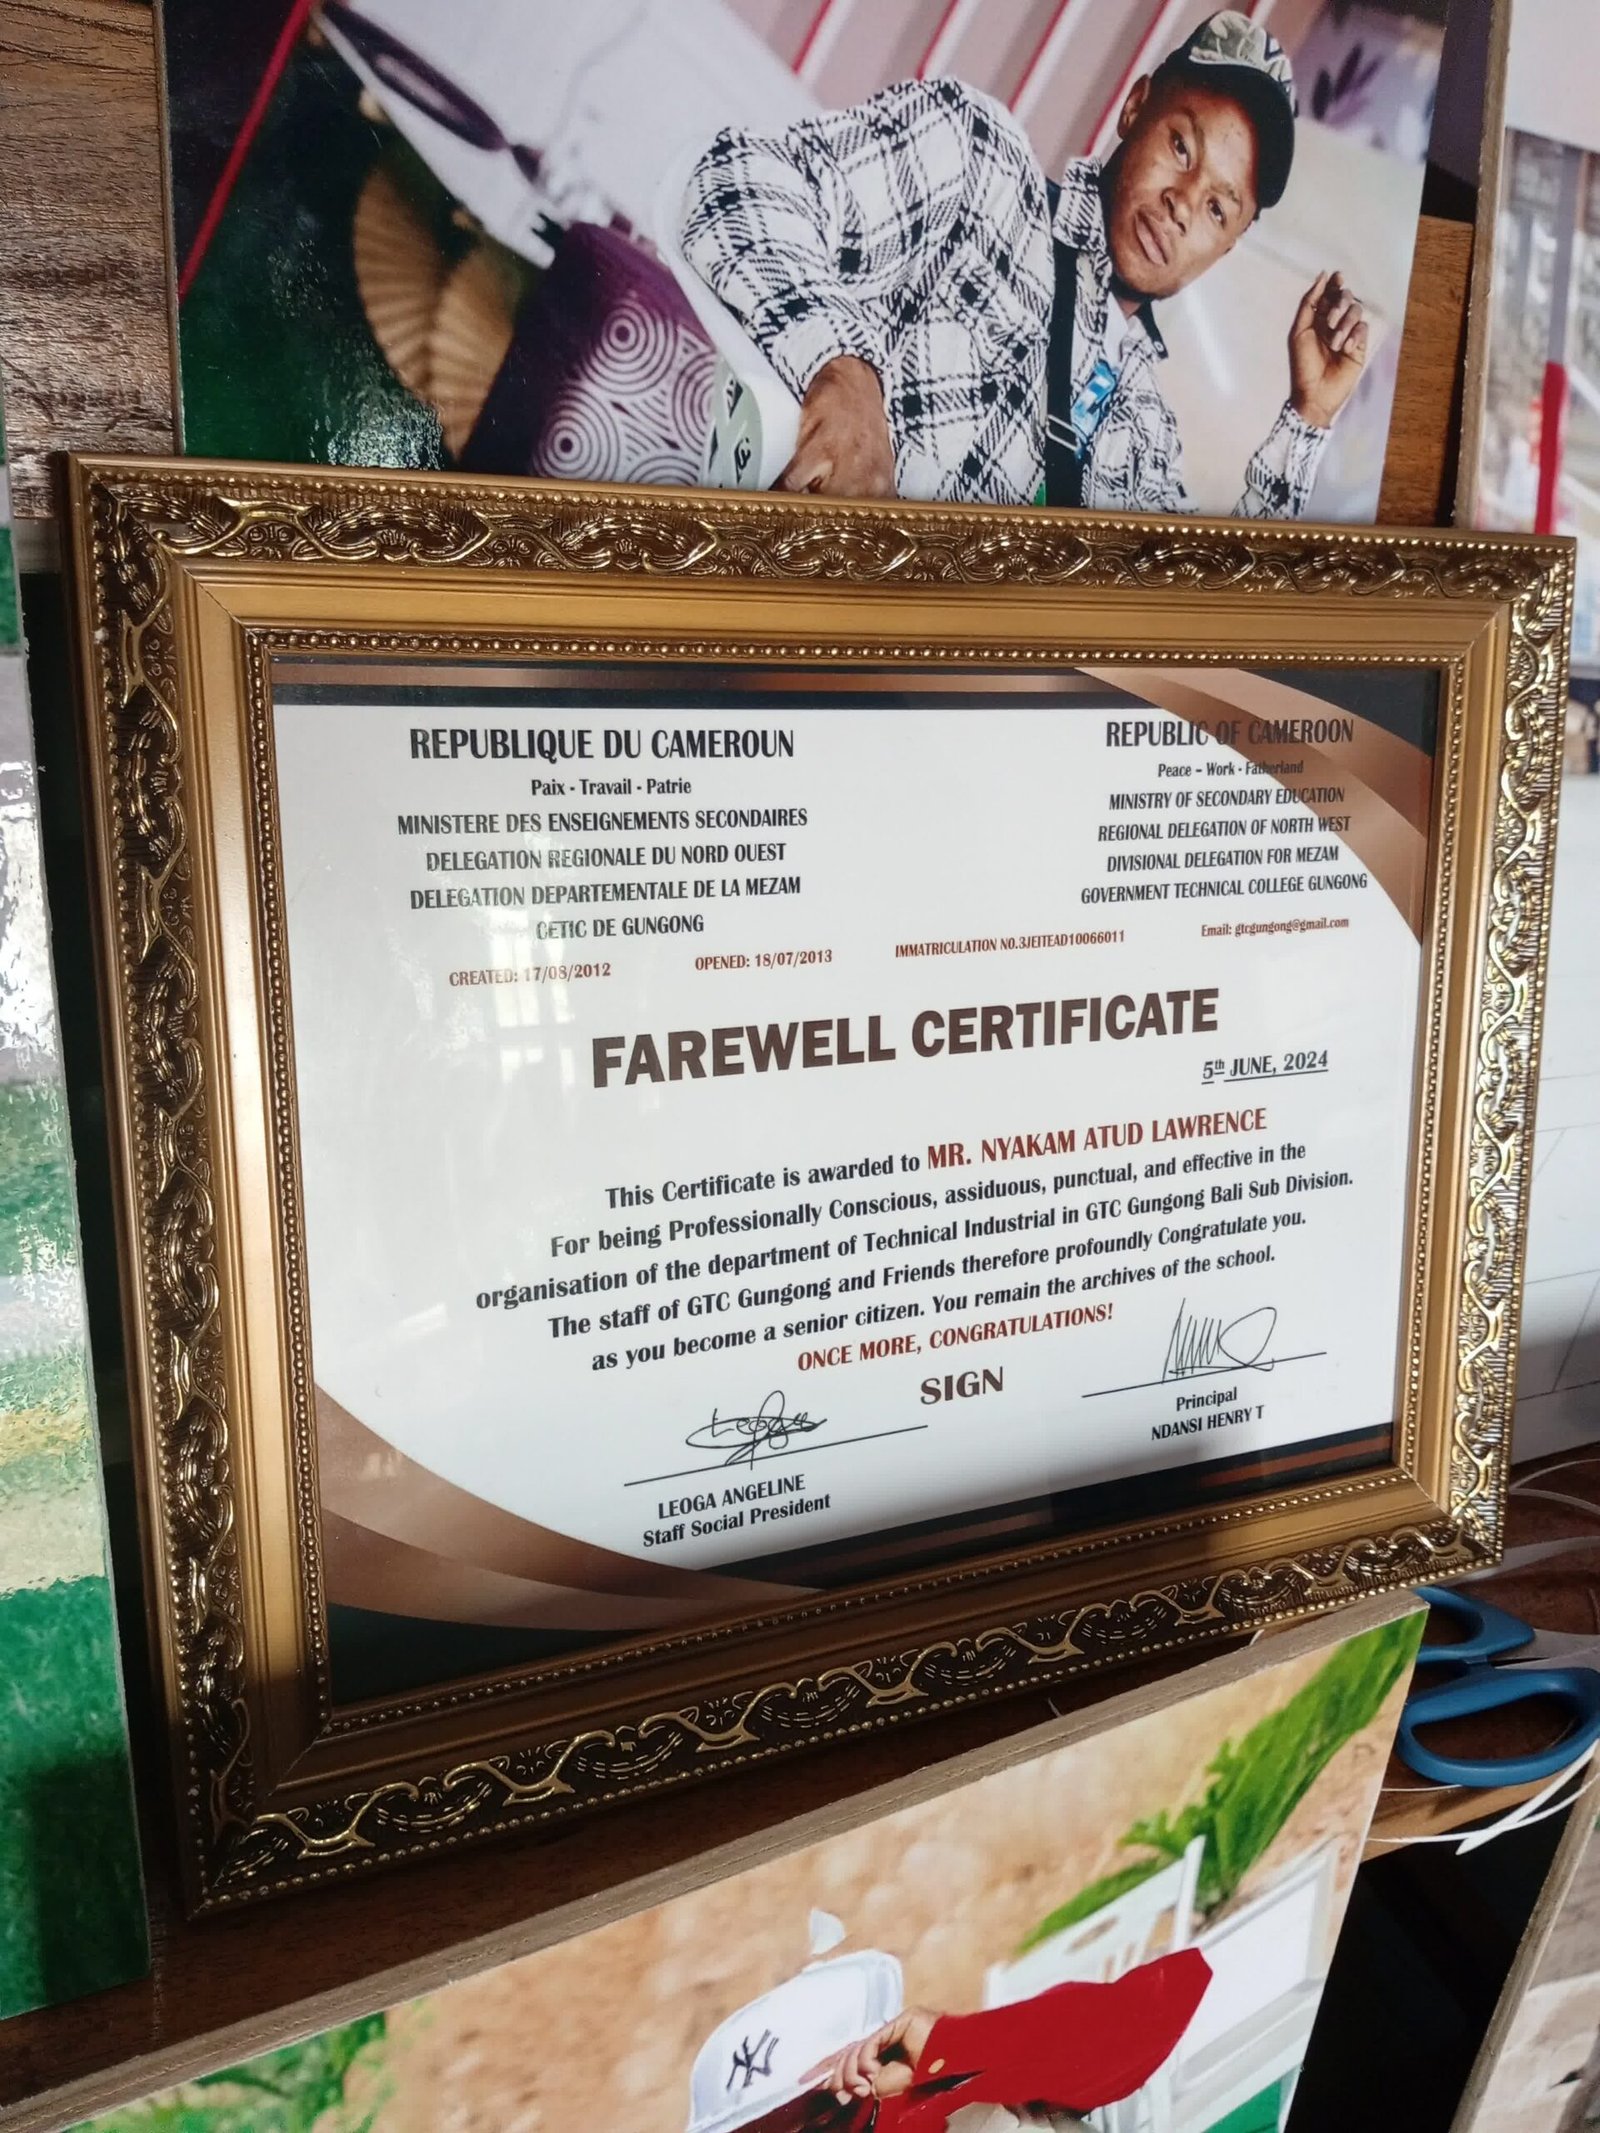 REPUBLIQUE DU CAMEROUN
Paix - Travail - Patrie
MINISTERE DES ENSEIGNEMENTS SECONDAIRES
DELEGATION REGIONALE DU NORD OUEST
DELEGATION DEPARTEMENTALE DE LA MEZAM
CETIC DE GUNGONG
REPUBLIC OF CAMEROON
Peace - Work - Fatherland
MINISTRY OF SECONDARY EDUCATION
REGIONAL DELEGATION OF NORTH WEST
DIVISIONAL DELEGATION FOR MEZAM
GOVERNMENT TECHNICAL COLLEGE GUNGONG
CREATED: 17/08/2012 OPENED: 18/07/2013 IMMATRICULATION NO.3JEITEAD10066011 Email: gtcgungong@gmail.com
FAREWELL CERTIFICATE
5th JUNE, 2024
This Certificate is awarded to MR. NYAKAM ATUD LAWRENCE
For being Professionally Conscious, assiduous, punctual, and effective in the
organisation of the department of Technical Industrial in GTC Gungong Bali Sub Division.
The staff of GTC Gungong and Friends therefore profoundly Congratulate you.
as you become a senior citizen. You remain the archives of the school.
ONCE MORE, CONGRATULATIONS!
SIGN
Leoga
LEOGA ANGELINE
Staff Social President
Principal
NDANSI HENRY T
NY